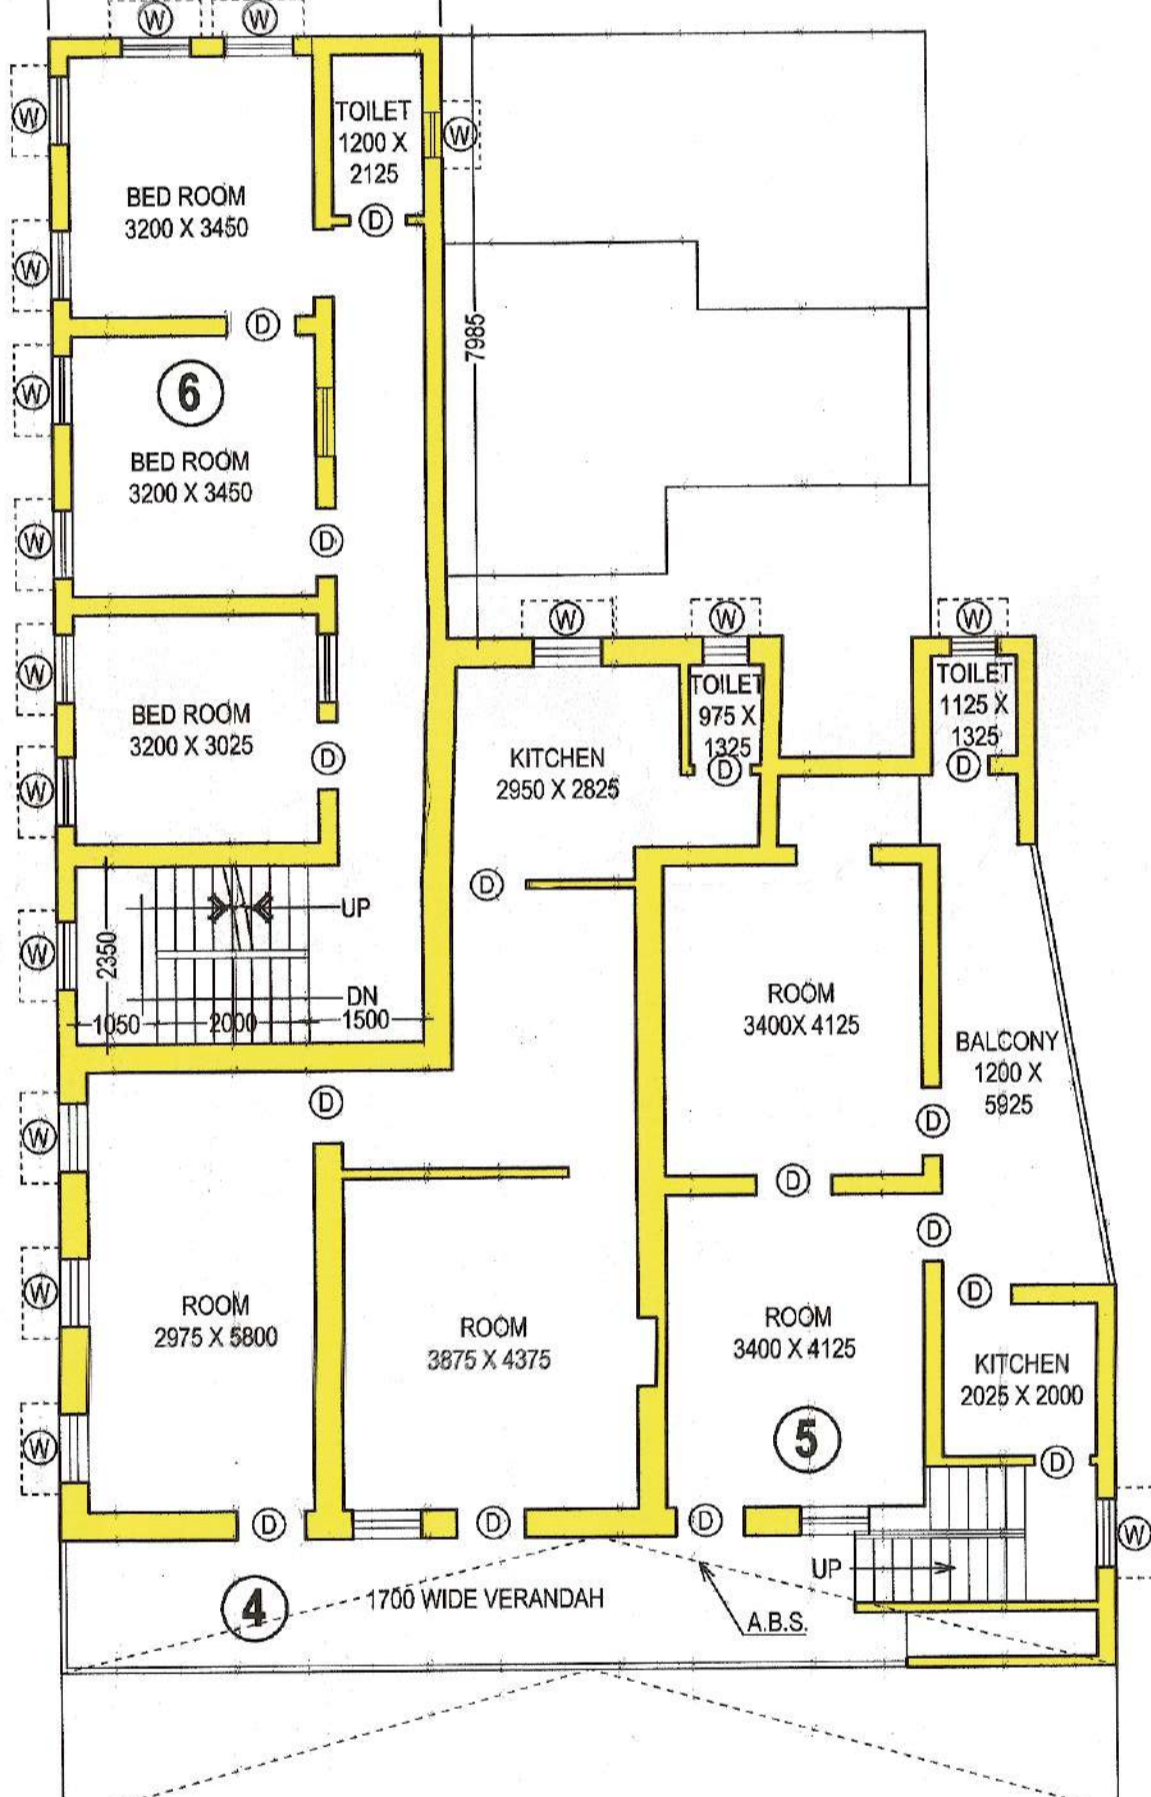 W
W
W
TOILET
1200 X
2125
W
BED ROOM
3200 X 3450
D
W
D
7985
W
6
BED ROOM
3200 X 3450
W
D
W
W
W
W
TOILET
975 X
1325
TOILET
1125 X
1325
BED ROOM
3200 X 3025
D
KITCHEN
2950 X 2825
D
D
W
D
UP
W
2350
DN
1050
2000
1500
ROOM
3400X 4125
BALCONY
1200 X
5925
D
W
D
D
D
W
D
ROOM
2975 X 5800
ROOM
3875 X 4375
ROOM
3400 X 4125
KITCHEN
2025 X 2000
W
5
D
D
D
D
W
UP
4
1700 WIDE VERANDAH
A.B.S.